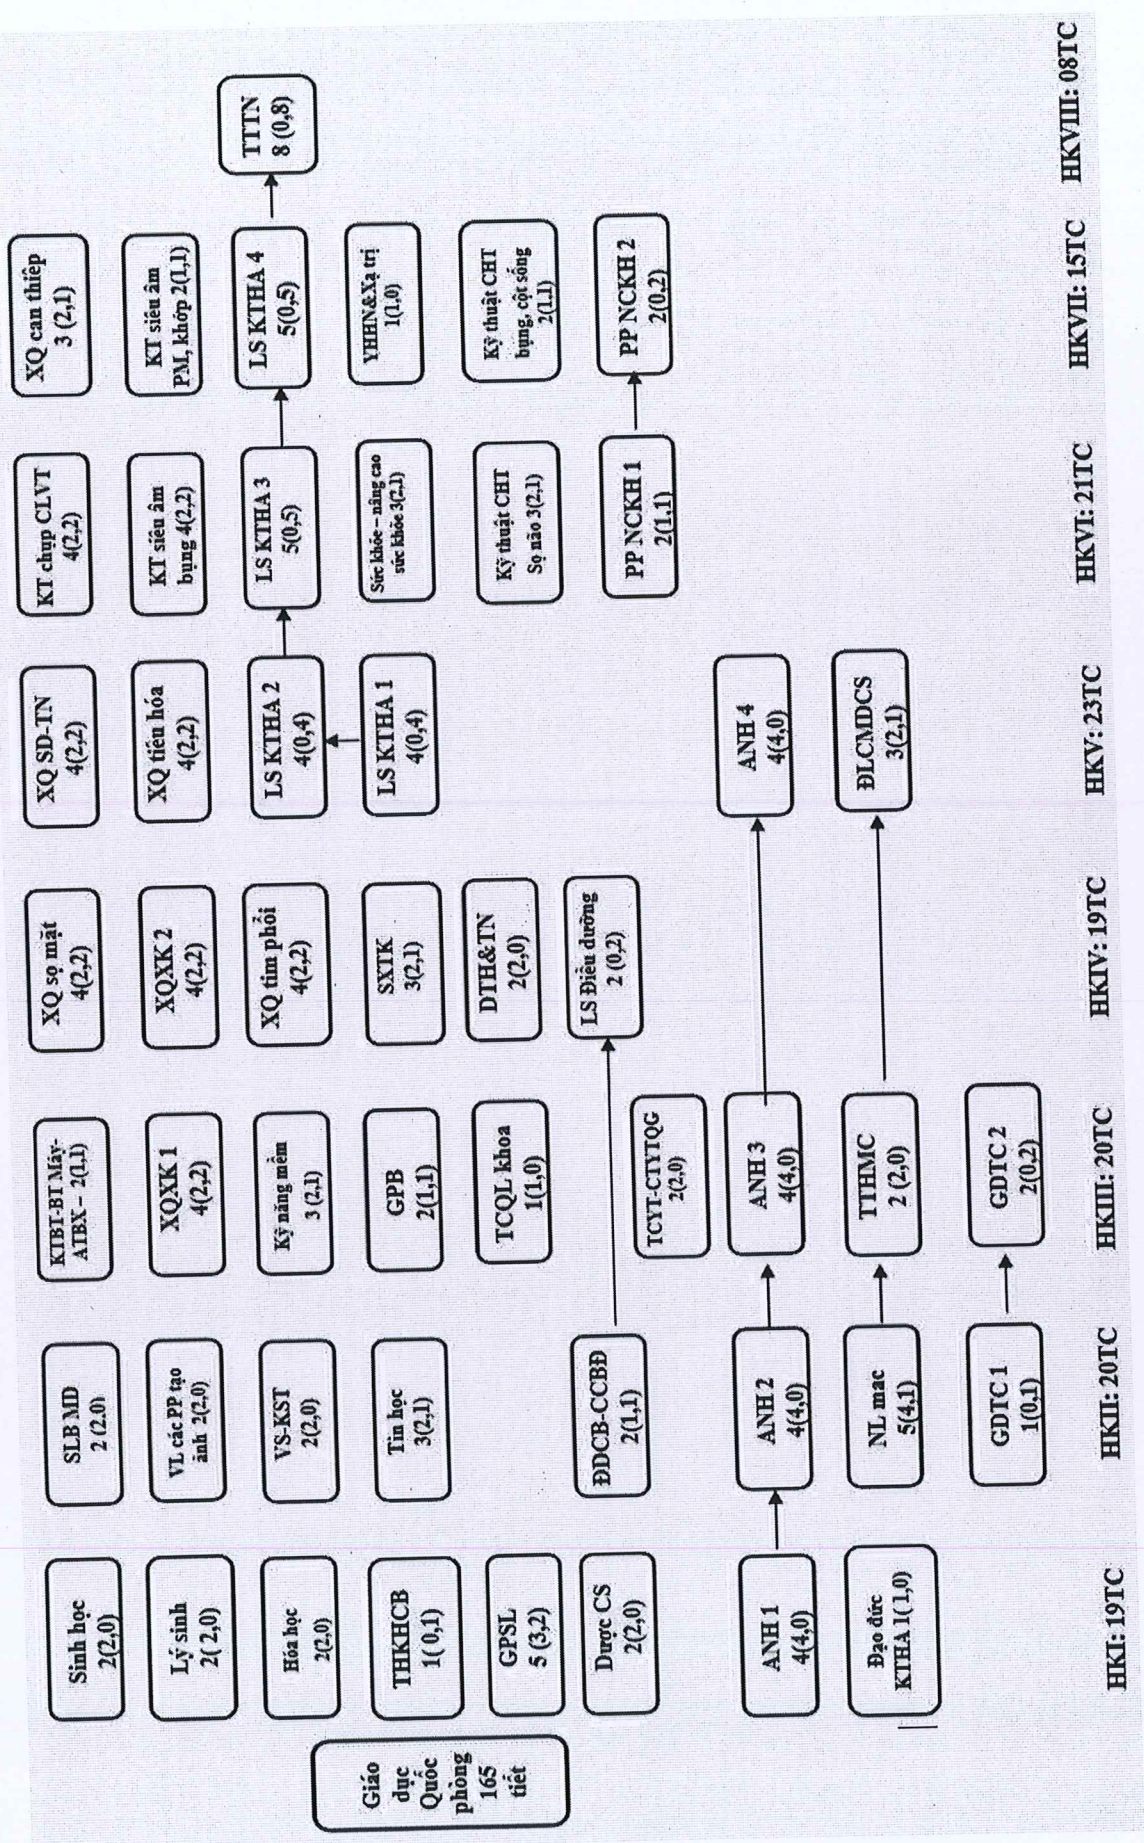 Giáo
dục
Quốc
phòng
165
tiết
Sinh học
2(2,0)
Lý sinh
2( 2,0)
Hóa học
2(2,0)
THKHCB
1( 0,1)
GPSL
5 (3,2)
Dược CS
2(2,0)
ANH 1
4(4,0)
Đạo đức
KTHA 1( 1,0)
HKI: 19TC
SLB MD
2 (2,0)
VL các PP tạo
ảnh 2(2,0)
VS-KST
2(2,0)
Tin học
3(2,1)
ĐDCB-CCBĐ
2(1,1)
ANH 2
4(4,0)
NL mác
5(4,1)
GDTC 1
1(0,1)
HKII: 20TC
KTBT-BT Máy-
ATBX – 2(1,1)
XQXK 1
4(2,2)
Kỹ năng mềm
3 (2,1)
GPB
2(1,1)
TCQL khoa
1(1,0)
TCYT-CTYTQG
2(2,0)
ANH 3
4(4,0)
TTHMC
2 (2,0)
GDTC 2
2(0,2)
HKIII: 20TC
XQ sọ mặt
4(2,2)
XQXK 2
4(2,2)
XQ tim phổi
4(2,2)
SXTK
3(2,1)
DTH&TN
2(2,0)
LS Điều dưỡng
2 (0,2)
HKIV: 19TC
XQ SD-TN
4(2,2)
XQ tiêu hóa
4(2,2)
LS KTHA 2
4(0,4)
LS KTHA 1
4(0,4)
ANH 4
4(4,0)
ĐLCMDCS
3(2,1)
HKV: 23TC
KT chụp CLVT
4(2,2)
KT siêu âm
bụng 4(2,2)
LS KTHA 3
5(0,5)
Sức khỏe – nâng cao
sức khỏe 3(2,1)
Kỹ thuật CHT
Sọ não 3(2,1)
PP NCKH 1
2(1,1)
HKVI: 21TC
XQ can thiệp
3 (2,1)
KT siêu âm
PM, khớp 2(1,1)
LS KTHA 4
5(0,5)
YHHN&Xạ trị
1(1,0)
Kỹ thuật CHT
bụng, cột sống
2(1,1)
PP NCKH 2
2(0,2)
HKVII: 15TC
TTTN
8 (0,8)
HKVIII: 08TC